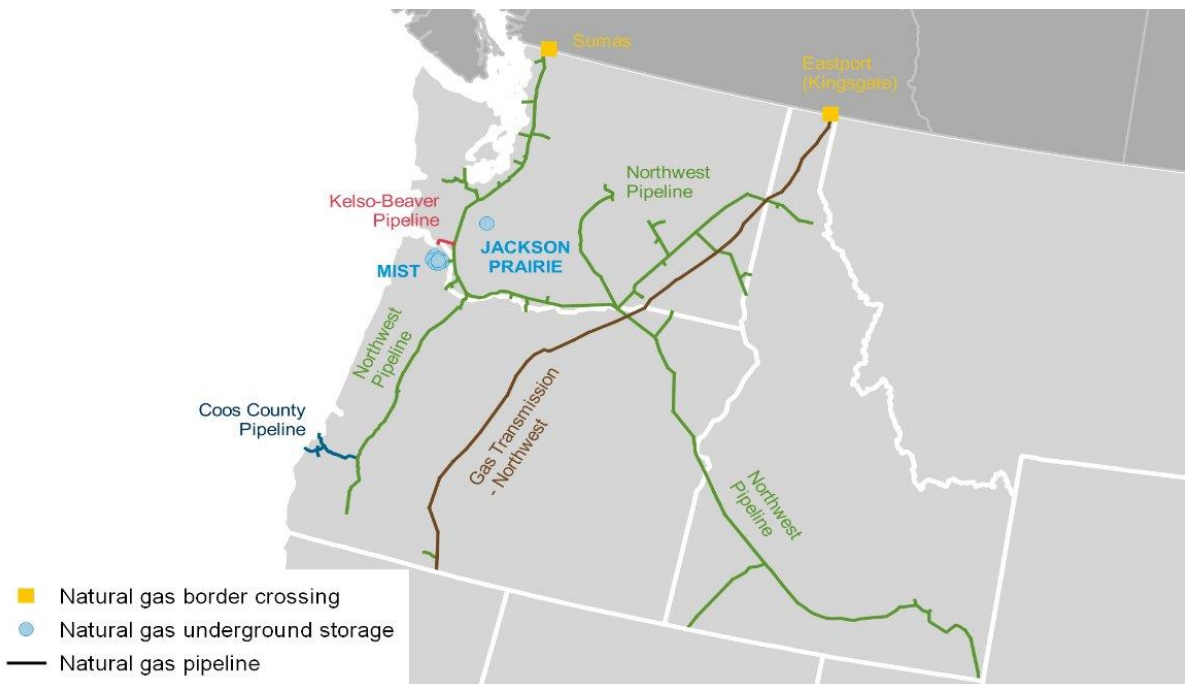 Sumas
Eastport
(Kingsgate)
Northwest
Pipeline
Kelso-Beaver
Pipeline
JACKSON
PRAIRIE
MIST
Northwest
Pipeline
Coos County
Pipeline
Gas Transmission
- Northwest
Northwest
Pipeline
Natural gas border crossing
Natural gas underground storage
Natural gas pipeline